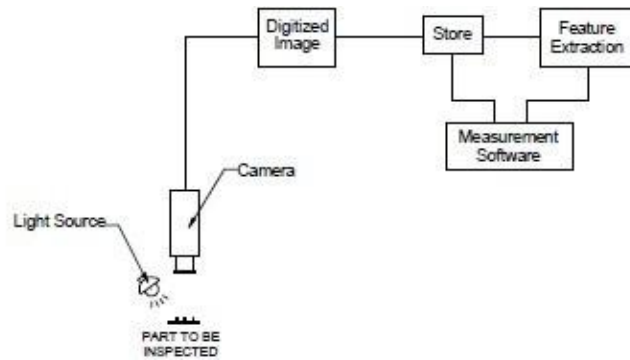 Digitized
Image
Store
Feature
Extraction
Measurement
Software
Camera
Light Source
PART TO BE
INSPECTED